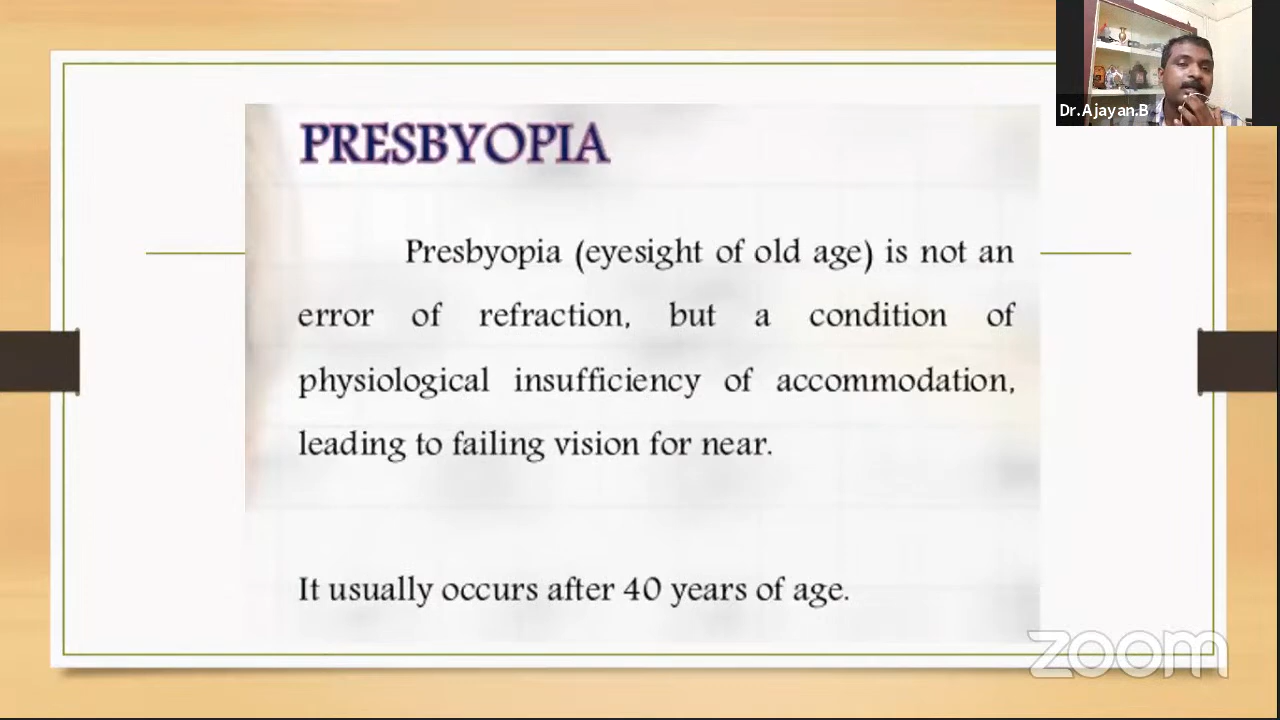 Dr.Ajayan.B
PRESBYOPIA
Presbyopia (eyesight of old age) is not an
error of refraction, but a condition of
physiological insufficiency of accommodation,
leading to failing vision for near.
It usually occurs after 40 years of age.
zoom